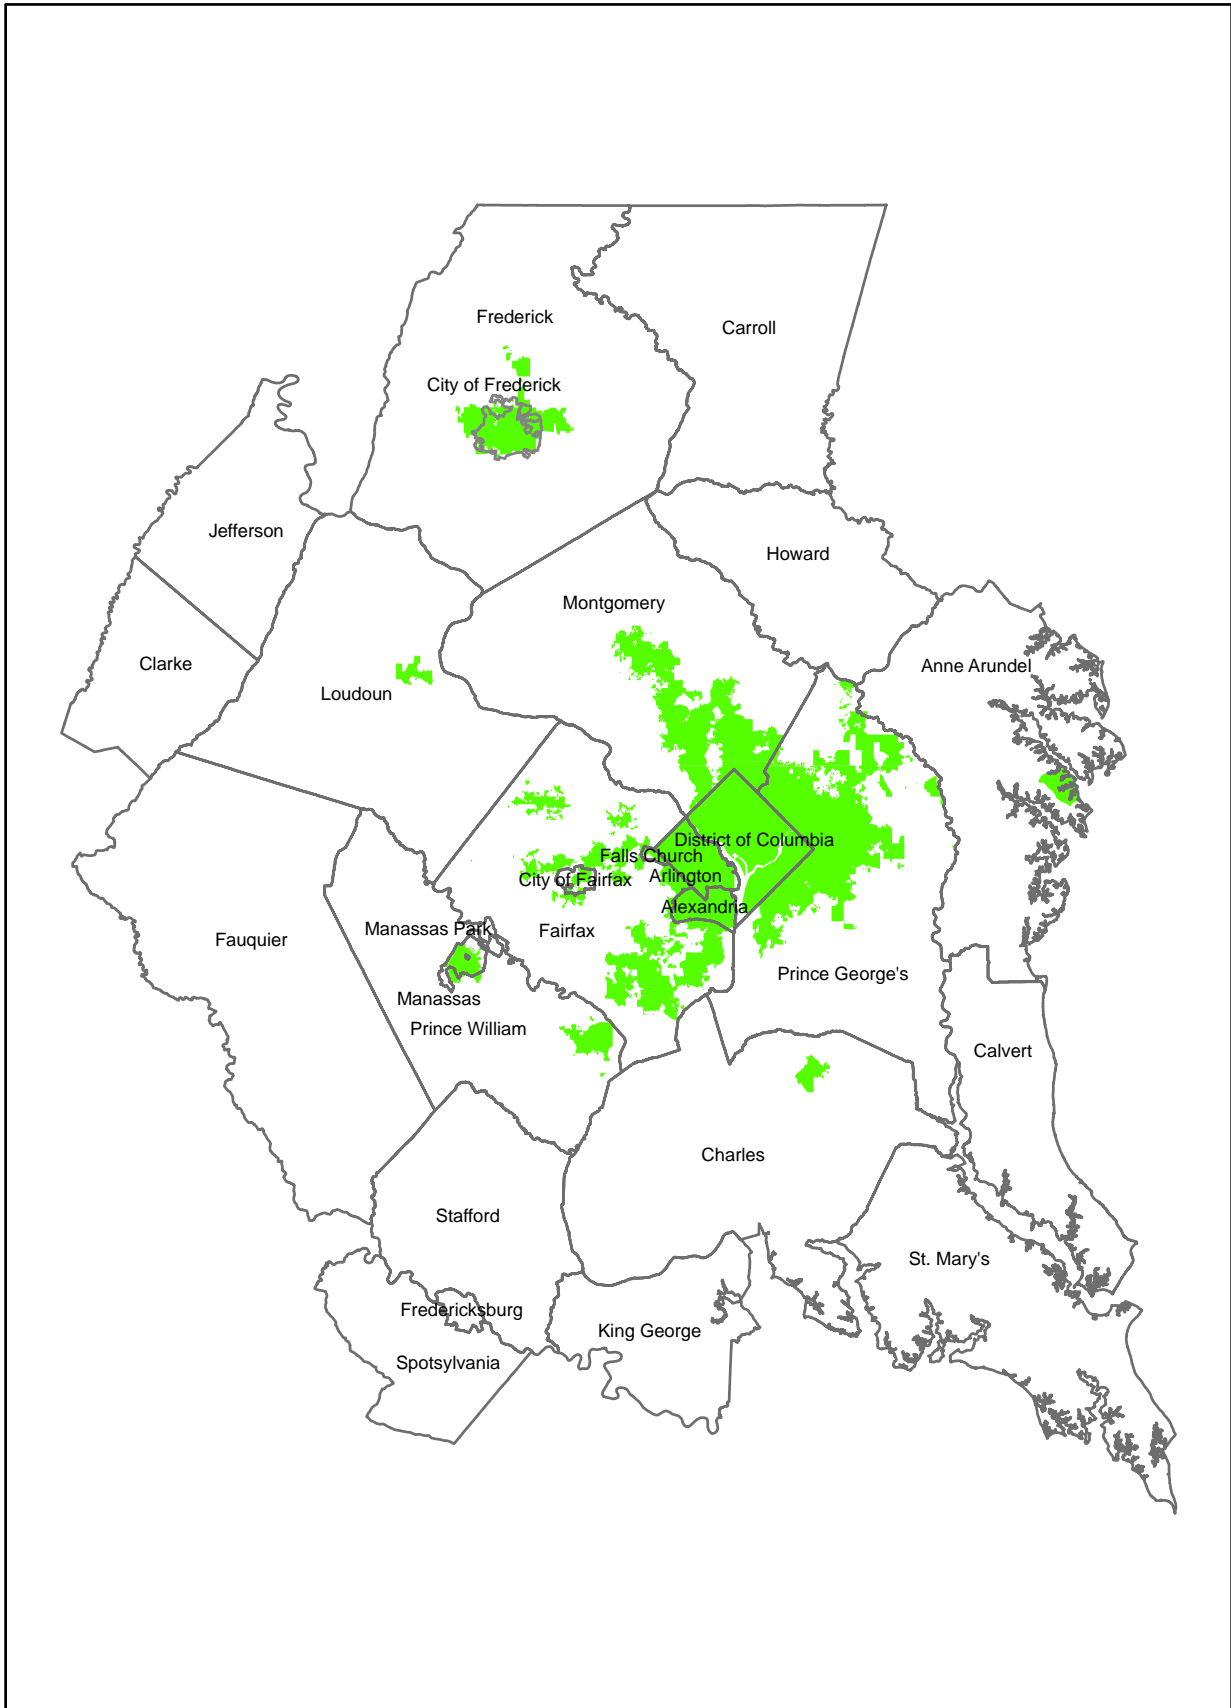 Frederick
Carroll
City of Frederick
Jefferson
Howard
Montgomery
Clarke
Anne Arundel
Loudoun
District of Columbia
Falls Church
Arlington
City of Fairfax
Alexandria
Manassas Park
Fairfax
Fauquier
Prince George's
Manassas
Prince William
Calvert
Charles
Stafford
St. Mary's
Fredericksburg
King George
Spotsylvania